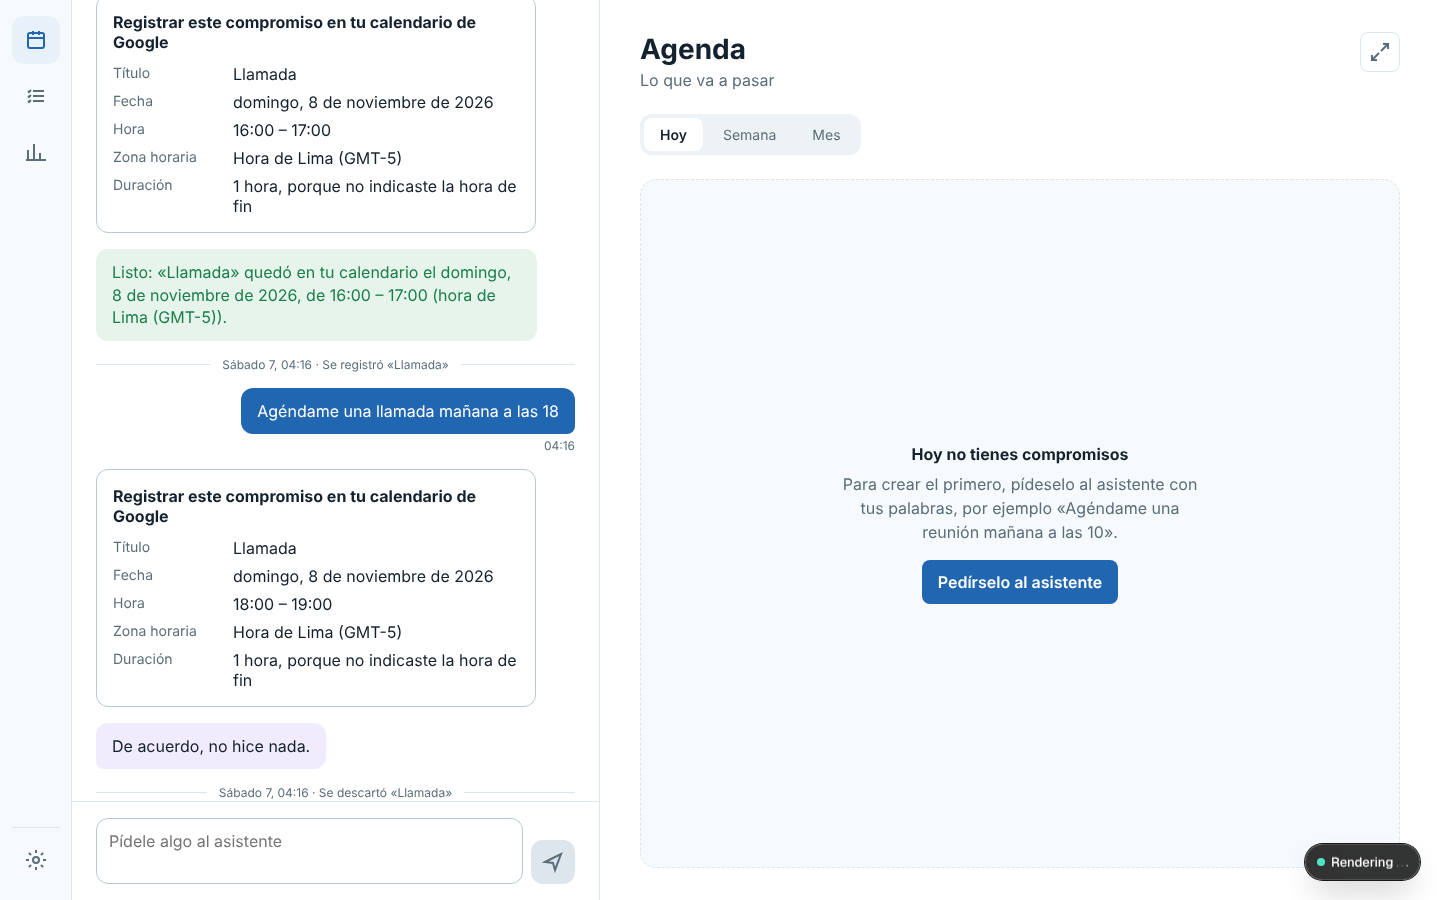 Registrar este compromiso en tu calendario de
Google
Título
Llamada
Fecha
domingo, 8 de noviembre de 2026
Hora
16:00 – 17:00
Zona horaria
Hora de Lima (GMT-5)
Duración
1 hora, porque no indicaste la hora de
fin
Listo: «Llamada» quedó en tu calendario el domingo,
8 de noviembre de 2026, de 16:00 – 17:00 (hora de
Lima (GMT-5)).
Sábado 7, 04:16 · Se registró «Llamada»
Agéndame una llamada mañana a las 18
04:16
Registrar este compromiso en tu calendario de
Google
Título
Llamada
Fecha
domingo, 8 de noviembre de 2026
Hora
18:00 – 19:00
Zona horaria
Hora de Lima (GMT-5)
Duración
1 hora, porque no indicaste la hora de
fin
De acuerdo, no hice nada.
Sábado 7, 04:16 · Se descartó «Llamada»
Pídele algo al asistente
Agenda
Lo que va a pasar
Hoy
Semana
Mes
Hoy no tienes compromisos
Para crear el primero, pídeselo al asistente con
tus palabras, por ejemplo «Agéndame una
reunión mañana a las 10».
Pedírselo al asistente
Rendering...